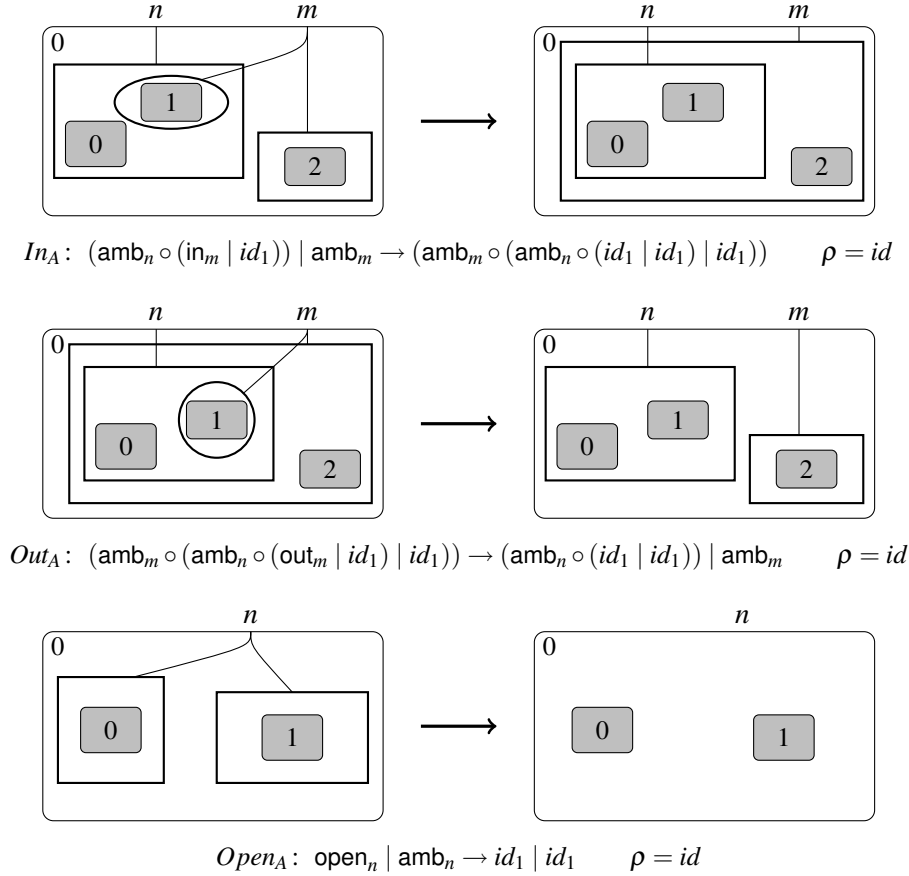 n m n m
0 0
1 1
0 2 0 2
In_A: (amb_n ∘ (in_m | id_1)) | amb_m → (amb_m ∘ (amb_n ∘ (id_1 | id_1) | id_1)) ρ = id
n m n m
0 0
1 1
0 2 0 2
Out_A: (amb_m ∘ (amb_n ∘ (out_m | id_1) | id_1)) → (amb_n ∘ (id_1 | id_1)) | amb_m ρ = id
n n
0 0
0 1 0 1
Open_A: open_n | amb_n → id_1 | id_1 ρ = id